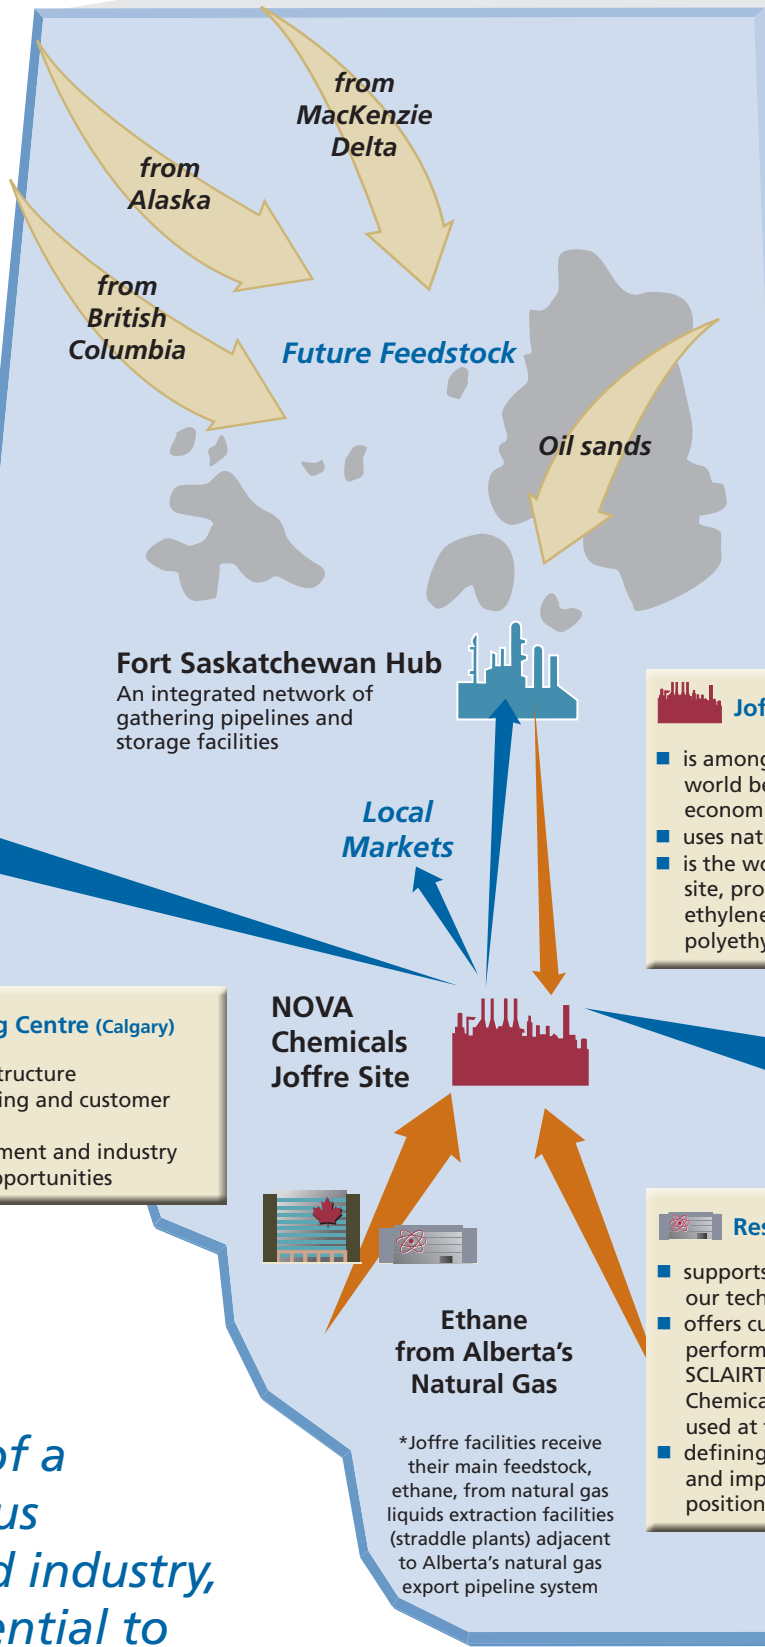 from
MacKenzie
Delta
from
Alaska
from
British
Columbia
Future Feedstock
Oil sands
Fort Saskatchewan Hub
An integrated network of
gathering pipelines and
storage facilities
Local
Markets
is among
world be
econom
uses nat
is the wo
site, pro
ethylene
polyethy
g Centre (Calgary)
tructure
ing and customer
ment and industry
pportunities
NOVA
Chemicals
Joffre Site
Ethane
from Alberta's
Natural Gas
*Joffre facilities receive
their main feedstock,
ethane, from natural gas
liquids extraction facilities
(straddle plants) adjacent
to Alberta's natural gas
export pipeline system
Res
supports
our tech
offers cu
perform
SCLAIRT
Chemica
used at
defining
and imp
position
of a
us
d industry,
ential to